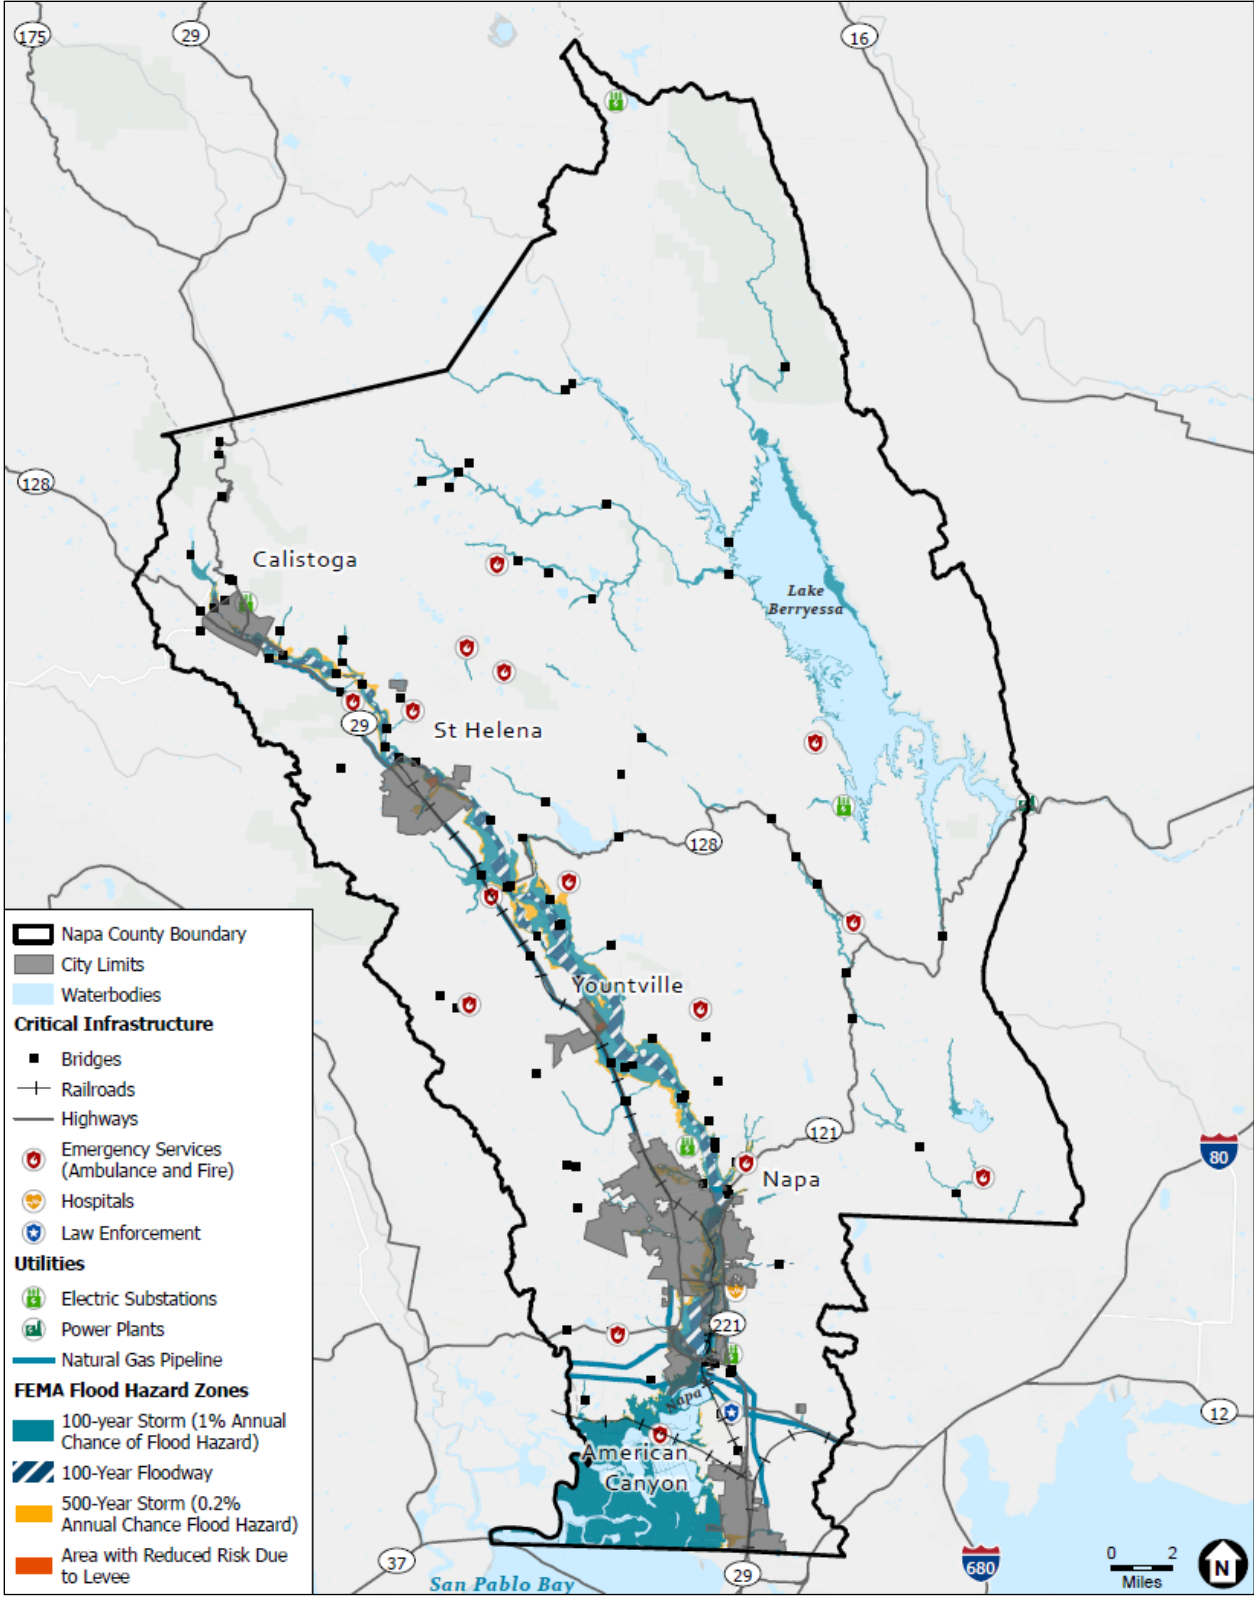 175
29
16
128
Calistoga
Lake
Berryessa
29
St Helena
128
Yountville
121
80
Napa
221
Napa
12
American
Canyon
37
San Pablo Bay
29
680
0 2
Miles
N
Napa County Boundary
City Limits
Waterbodies
Critical Infrastructure
Bridges
Railroads
Highways
Emergency Services
(Ambulance and Fire)
Hospitals
Law Enforcement
Utilities
Electric Substations
Power Plants
Natural Gas Pipeline
FEMA Flood Hazard Zones
100-year Storm (1% Annual
Chance of Flood Hazard)
100-Year Floodway
500-Year Storm (0.2%
Annual Chance Flood Hazard)
Area with Reduced Risk Due
to Levee